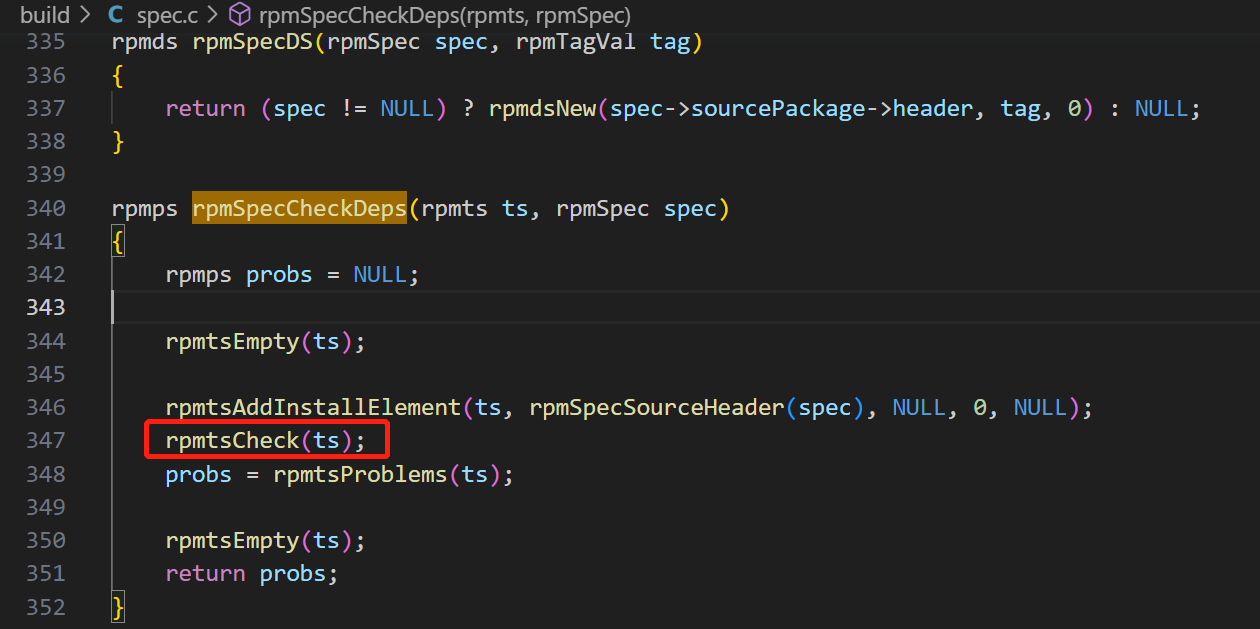 build > C spec.c > rpmSpecCheckDeps(rpmts, rpmSpec)
335 rpmds rpmSpecDS(rpmSpec spec, rpmTagVal tag)
336 {
337     return (spec != NULL) ? rpmdsNew(spec->sourcePackage->header, tag, 0) : NULL;
338 }
339
340 rpmps rpmSpecCheckDeps(rpmts ts, rpmSpec spec)
341 {
342     rpmps probs = NULL;
343
344     rpmtsEmpty(ts);
345
346     rpmtsAddInstallElement(ts, rpmSpecSourceHeader(spec), NULL, 0, NULL);
347     rpmtsCheck(ts);
348     probs = rpmtsProblems(ts);
349
350     rpmtsEmpty(ts);
351     return probs;
352 }